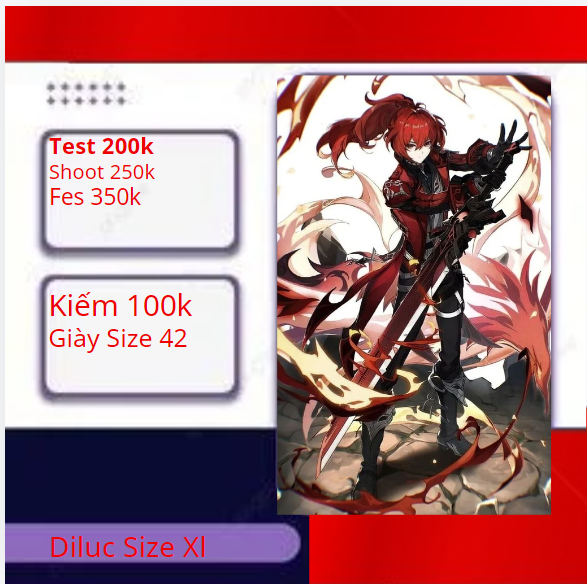 Test 200k
Shoot 250k
Fes 350k
Kiếm 100k
Giày Size 42
Diluc Size Xl